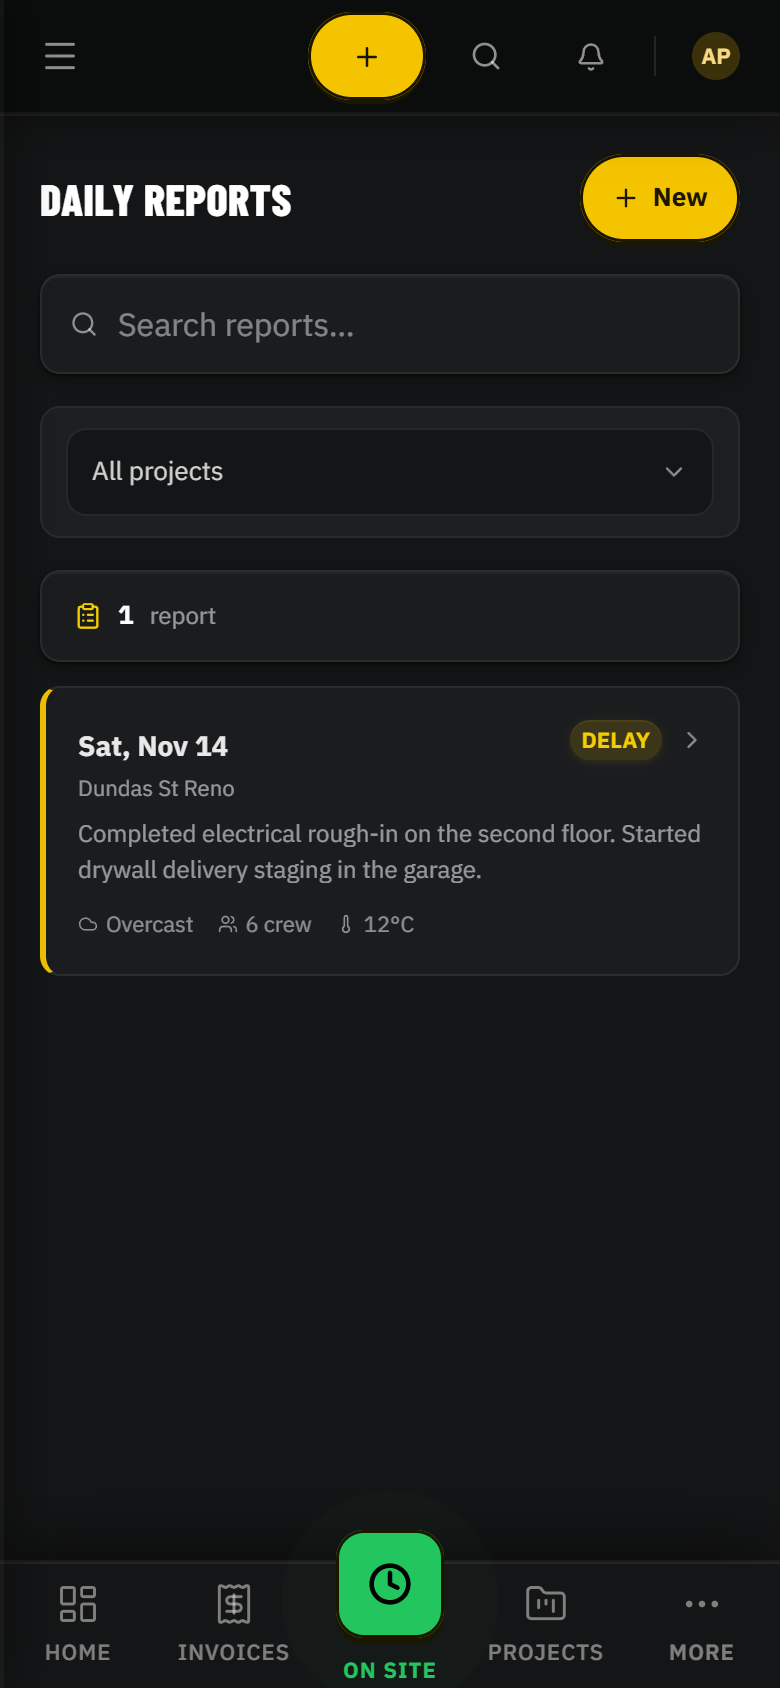 AP
DAILY REPORTS
New
Search reports...
All projects
1 report
Sat, Nov 14
DELAY
Dundas St Reno
Completed electrical rough-in on the second floor. Started
drywall delivery staging in the garage.
Overcast 6 crew 12°C
HOME
INVOICES
ON SITE
PROJECTS
MORE